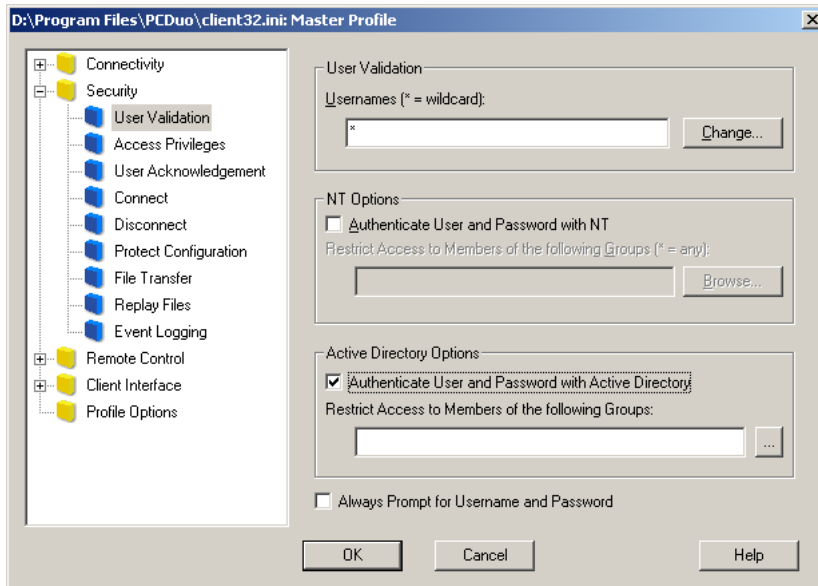 D:\Program Files\PCDuo\client32.ini: Master Profile
Connectivity
Security
User Validation
Access Privileges
User Acknowledgement
Connect
Disconnect
Protect Configuration
File Transfer
Replay Files
Event Logging
Remote Control
Client Interface
Profile Options
User Validation
Usernames (* = wildcard):
*
Change...
NT Options
Authenticate User and Password with NT
Restrict Access to Members of the following Groups (* = any):
Browse...
Active Directory Options
Authenticate User and Password with Active Directory
Restrict Access to Members of the following Groups:
...
Always Prompt for Username and Password
OK
Cancel
Help